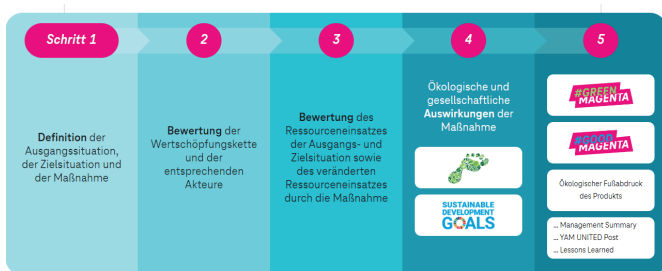 Schritt 1
2
3
4
5
Definition der
Ausgangssituation,
der Zielsituation und
der Maßnahme
Bewertung der
Wertschöpfungskette
und der
entsprechenden
Akteure
Bewertung des
Ressourceneinsatzes
der Ausgangs- und
Zielsituation sowie
des veränderten
Ressourceneinsatzes
durch die Maßnahme
Ökologische und
gesellschaftliche
Auswirkungen der
Maßnahme
SUSTAINABLE
DEVELOPMENT
GOALS
#GREEN
MAGENTA
#GOOD
MAGENTA
Ökologischer Fußabdruck
des Produkts
... Management Summary
... YAM UNITED Post
... Lessons Learned